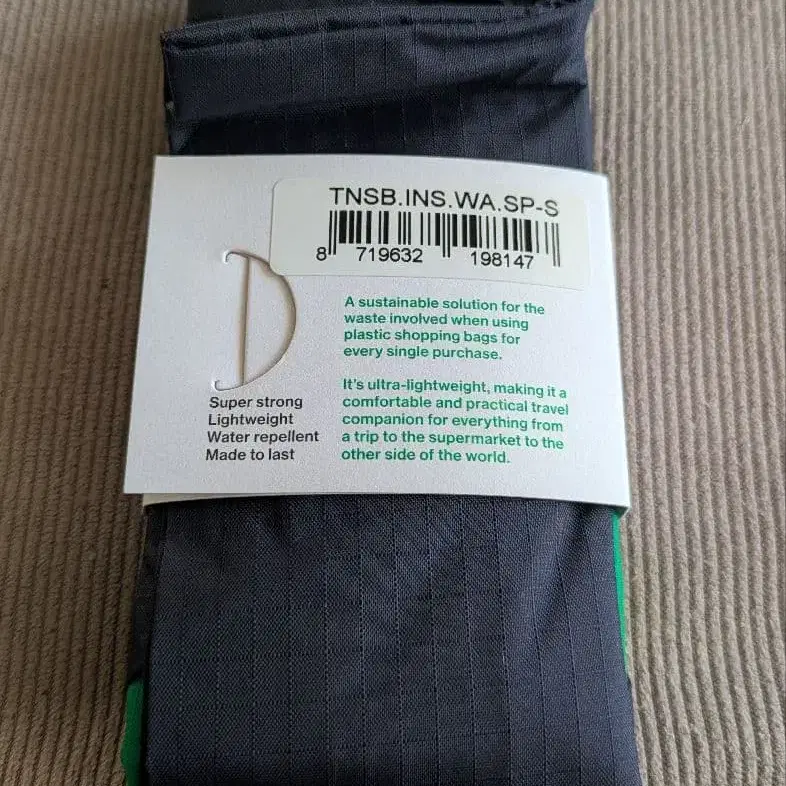 TNSB.INS.WA.SP-S
8 719632 198147
A sustainable solution for the
waste involved when using
plastic shopping bags for
every single purchase.
It's ultra-lightweight, making it a
comfortable and practical travel
companion for everything from
a trip to the supermarket to the
other side of the world.
Super strong
Lightweight
Water repellent
Made to last